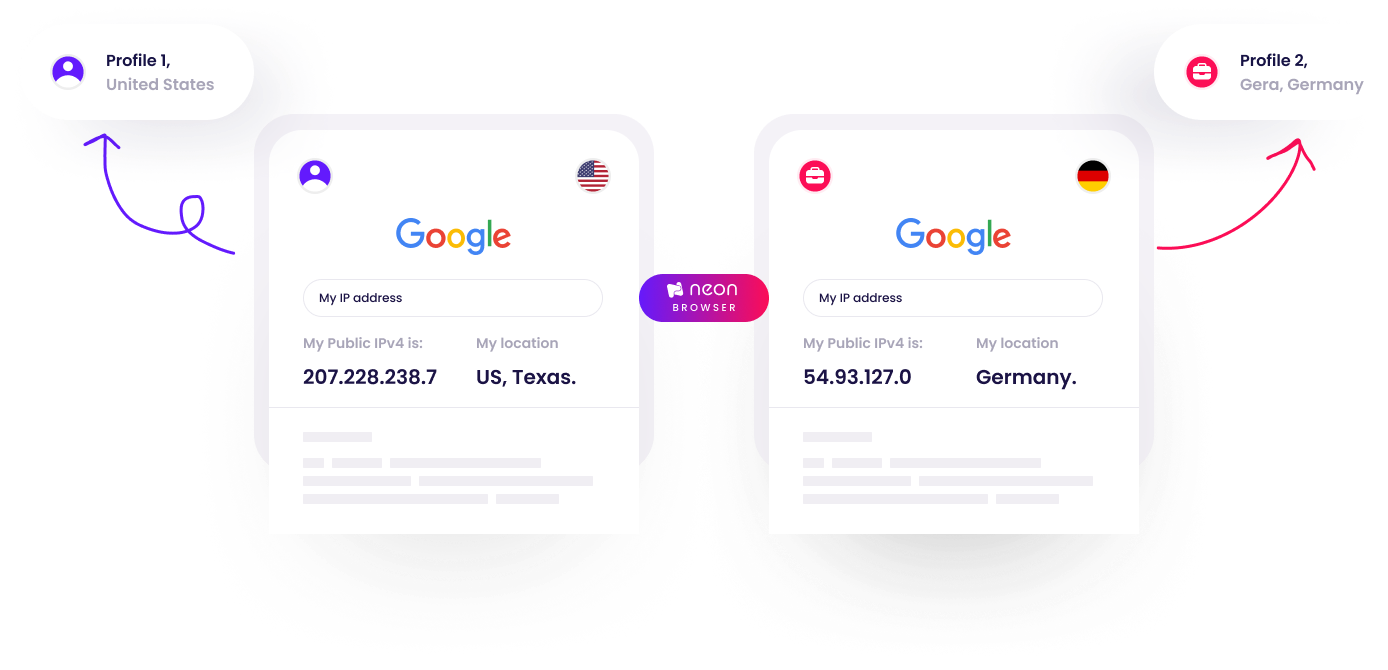 Profile 1,
United States
Profile 2,
Gera, Germany
Google
My IP address
My Public IPv4 is:
My location
207.228.238.7
US, Texas.
neon
BROWSER
Google
My IP address
My Public IPv4 is:
My location
54.93.127.0
Germany.